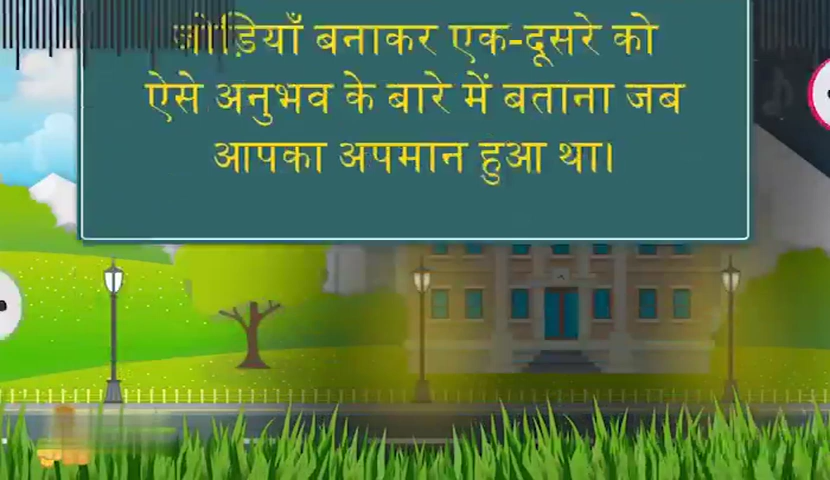 जोड़ियाँ बनाकर एक-दूसरे को
ऐसे अनुभव के बारे में बताना जब
आपका अपमान हुआ था।